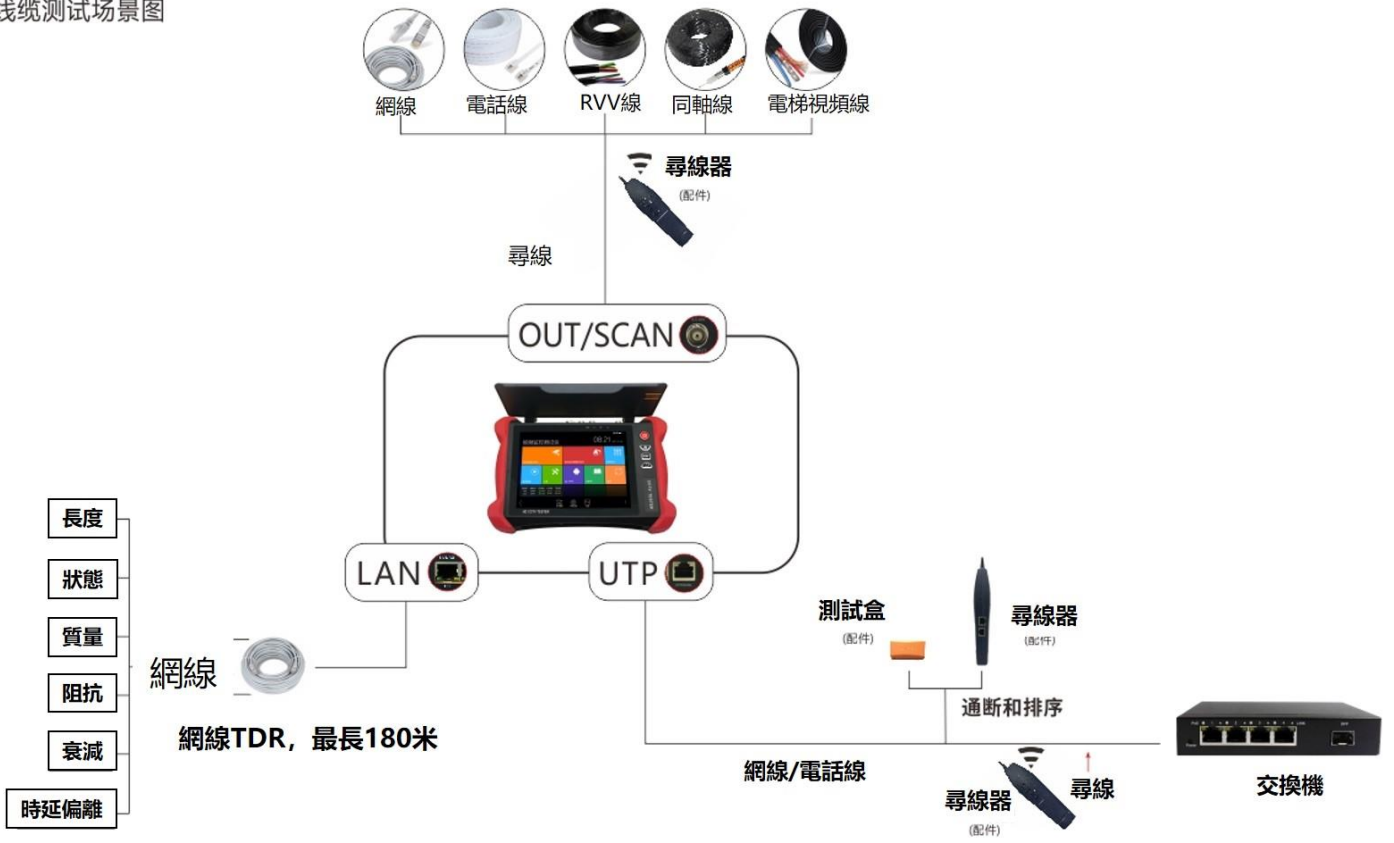 线缆测试场景图
網線
電話線
RVV線
同軸線
電梯視頻線
尋線器
(配件)
尋線
OUT/SCAN
08:21
LAN
UTP
長度
狀態
質量
阻抗
衰減
時延偏離
網線
網線TDR，最長180米
測試盒
(配件)
尋線器
(配件)
通断和排序
網線/電話線
尋線器
(配件)
尋線
交換機